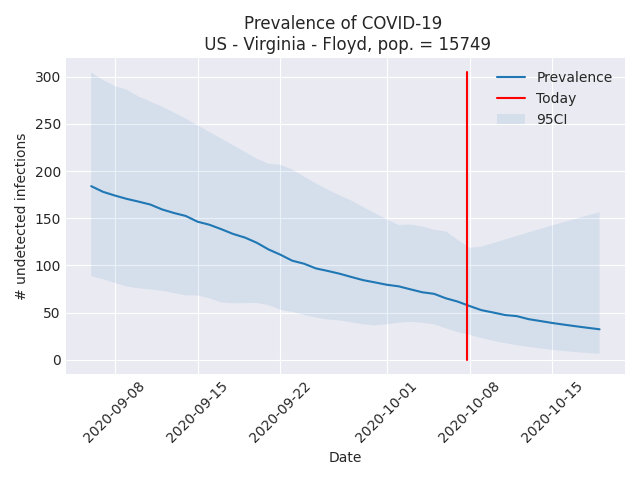 Prevalence of COVID-19
US - Virginia - Floyd, pop. = 15749
300
250
200
150
100
50
0
# undetected infections
Prevalence
Today
95CI
2020-09-08
2020-09-15
2020-09-22
2020-10-01
2020-10-08
2020-10-15
Date